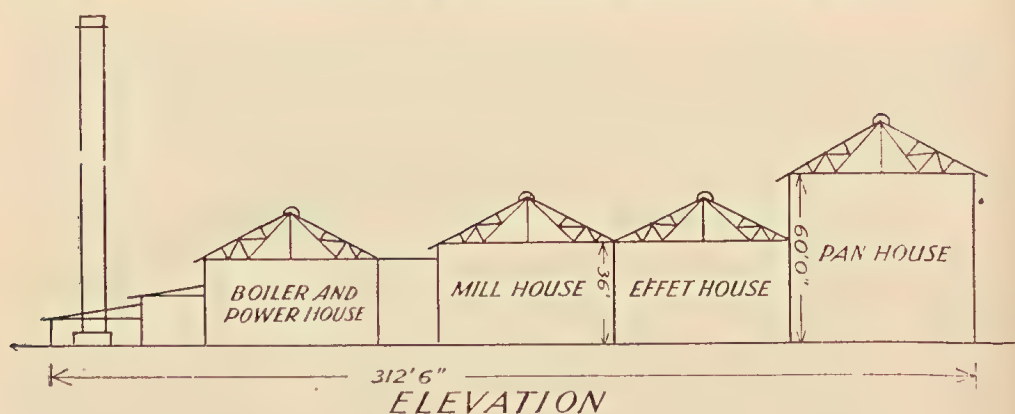 BOILER AND
POWER HOUSE
MILL HOUSE
36'
EFFET HOUSE
60'0"
PAN HOUSE
312'6"
ELEVATION